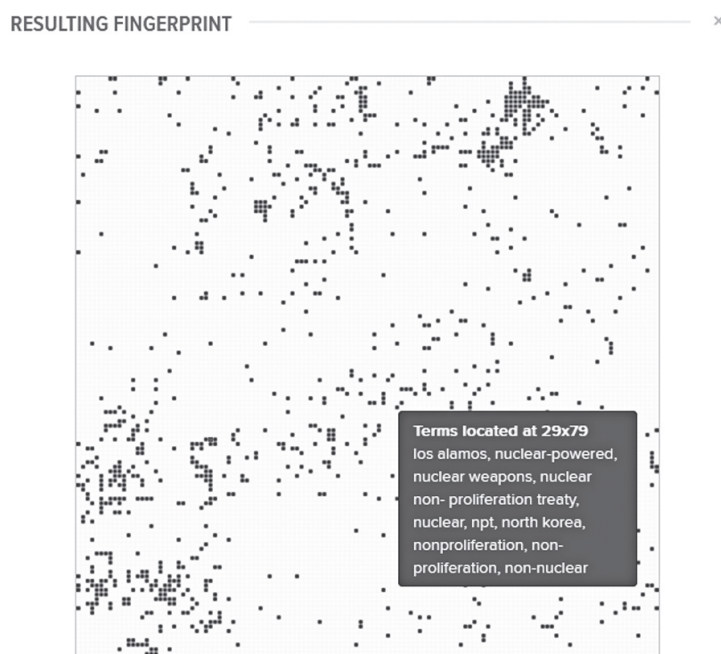 RESULTING FINGERPRINT
Terms located at 29x79
los alamos, nuclear-powered,
nuclear weapons, nuclear
non- proliferation treaty,
nuclear, npt, north korea,
nonproliferation, non-
proliferation, non-nuclear